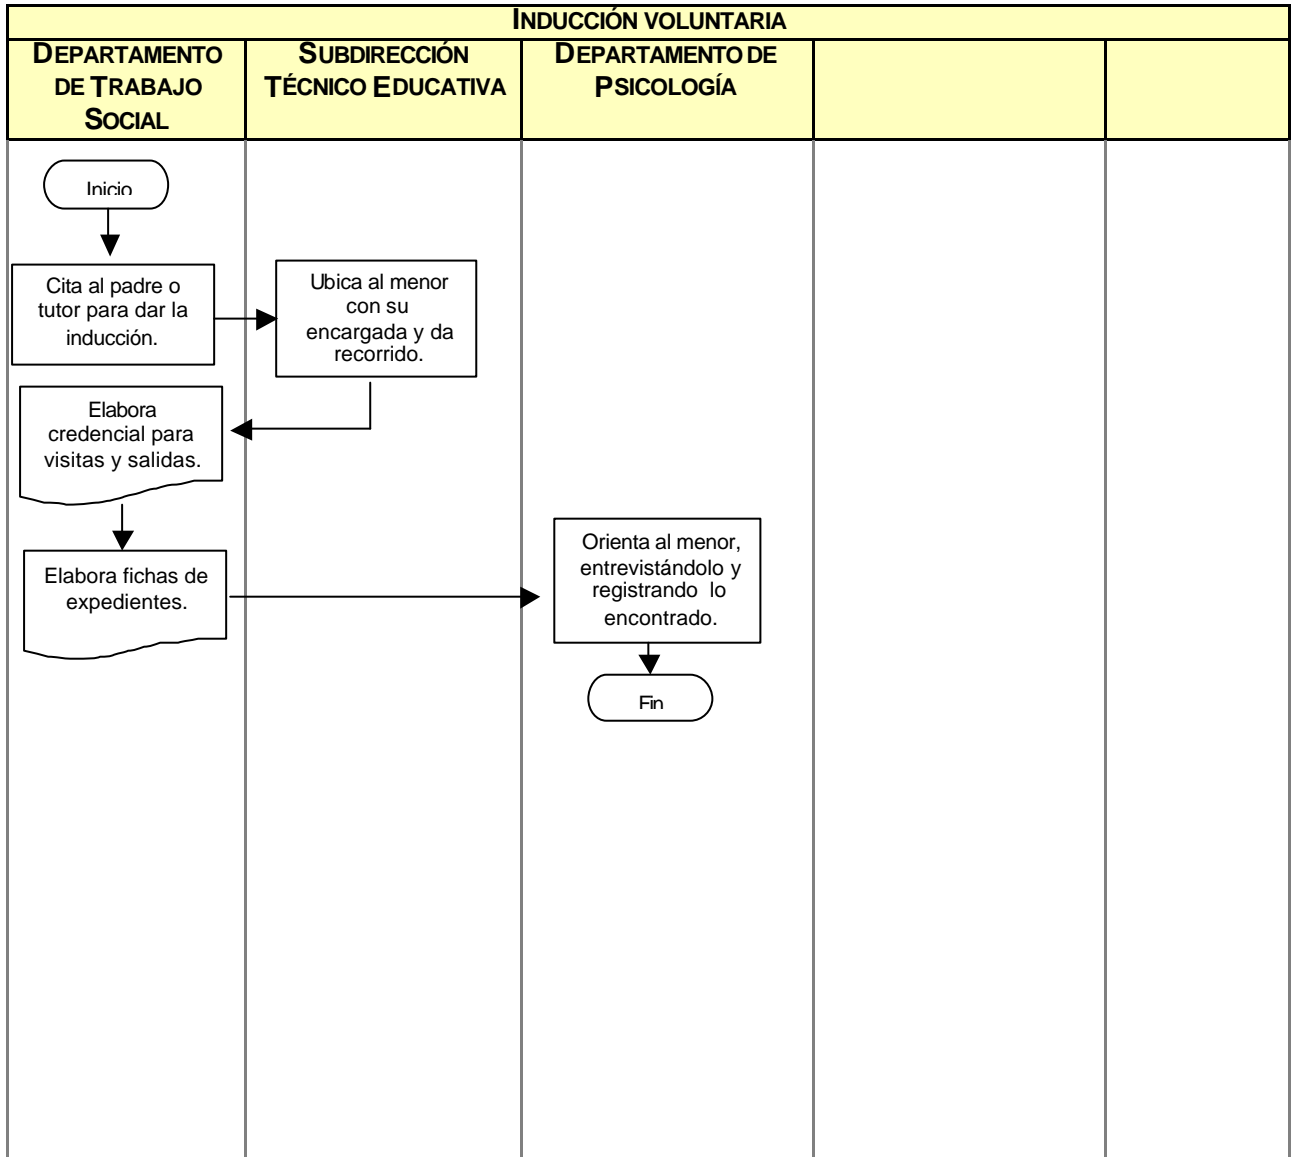 INDUCCIÓN VOLUNTARIA
DEPARTAMENTO
DE TRABAJO
SOCIAL
SUBDIRECCIÓN
TÉCNICO EDUCATIVA
DEPARTAMENTO DE
PSICOLOGÍA
Inicio
Cita al padre o
tutor para dar la
inducción.
Ubica al menor
con su
encargada y da
recorrido.
Elabora
credencial para
visitas y salidas.
Elabora fichas de
expedientes.
Orienta al menor,
entrevistándolo y
registrando lo
encontrado.
Fin